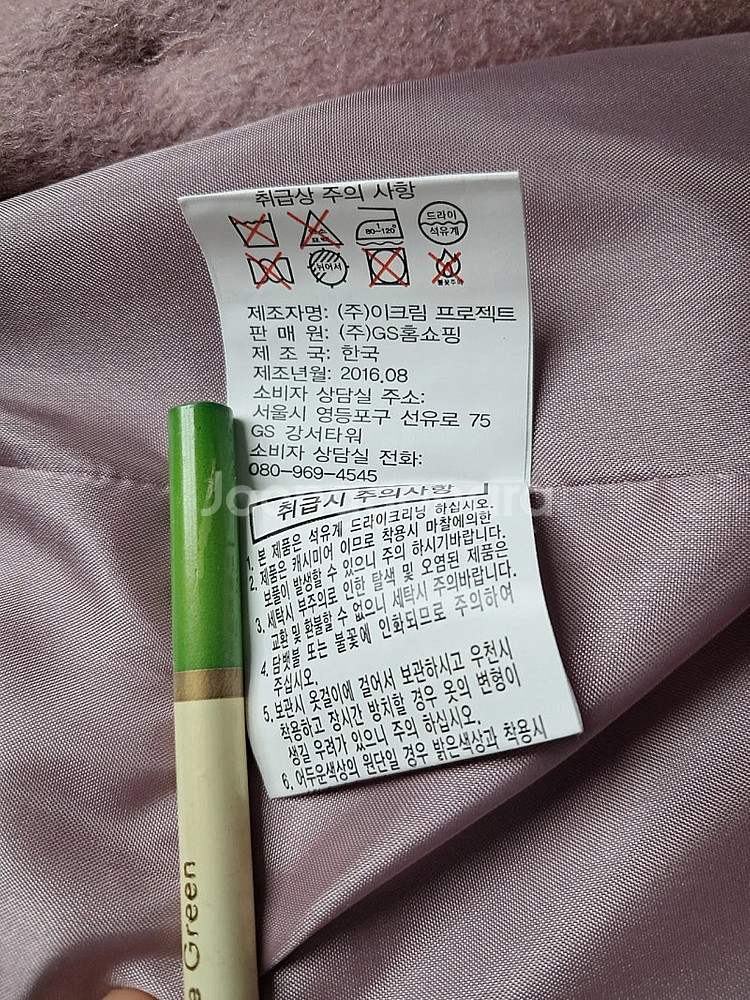 취급상 주의 사항
80-120°
드라이
석유계
뉘어서
불꽃주의
제조자명: (주)이크림 프로젝트
판 매 원: (주)GS홈쇼핑
제 조 국: 한국
제조년월: 2016.08
소비자 상담실 주소:
서울시 영등포구 선유로 75
GS 강서타워
소비자 상담실 전화:
080-969-4545
취급시 주의사항
1. 본 제품은 석유계 드라이크리닝 하십시오.
2. 제품은 캐시미어 이므로 착용시 마찰에의한
보풀이 발생할 수 있으니 주의 하시기바랍니다.
3. 세탁시 부주의로 인한 탈색 및 오염된 제품은
교환 및 환불할 수 없으니 세탁시 주의바랍니다.
4. 담뱃불 또는 불꽃에 인화되므로 주의하여
주십시오.
5. 보관시 옷걸이에 걸어서 보관하시고 우천시
착용하고 장시간 방치할 경우 옷의 변형이
생길 우려가 있으니 주의 하십시오.
6. 어두운색상의 원단일 경우 밝은색상과 착용시
Green